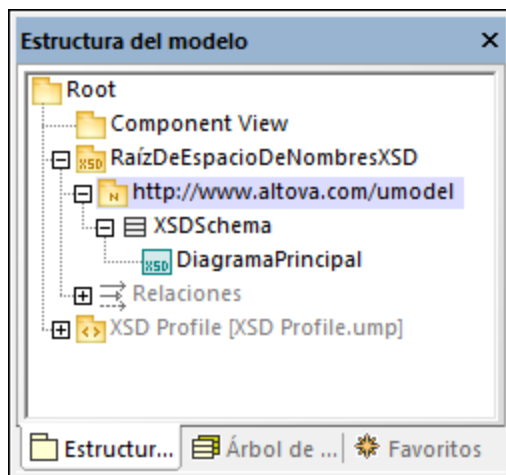 Estructura del modelo
Root
Component View
XSD RaízDeEspacioDeNombresXSD
N http://www.altova.com/umodel
XSDSchema
XSD DiagramaPrincipal
Relaciones
XSD Profile [XSD Profile.ump]
Estructur... Árbol de ... Favoritos